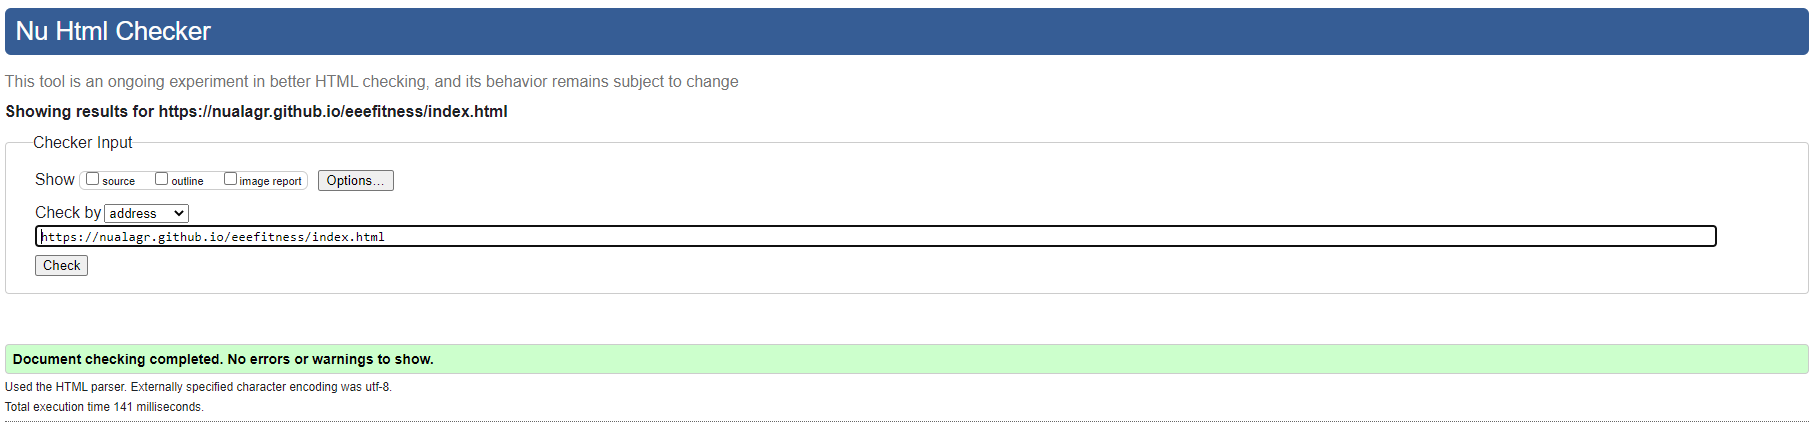 Nu Html Checker
This tool is an ongoing experiment in better HTML checking, and its behavior remains subject to change
Showing results for https://nualagr.github.io/eeefitness/index.html
Checker Input
Show source outline image report Options...
Check by address
https://nualagr.github.io/eeefitness/index.html
Check
Document checking completed. No errors or warnings to show.
Used the HTML parser. Externally specified character encoding was utf-8.
Total execution time 141 milliseconds.